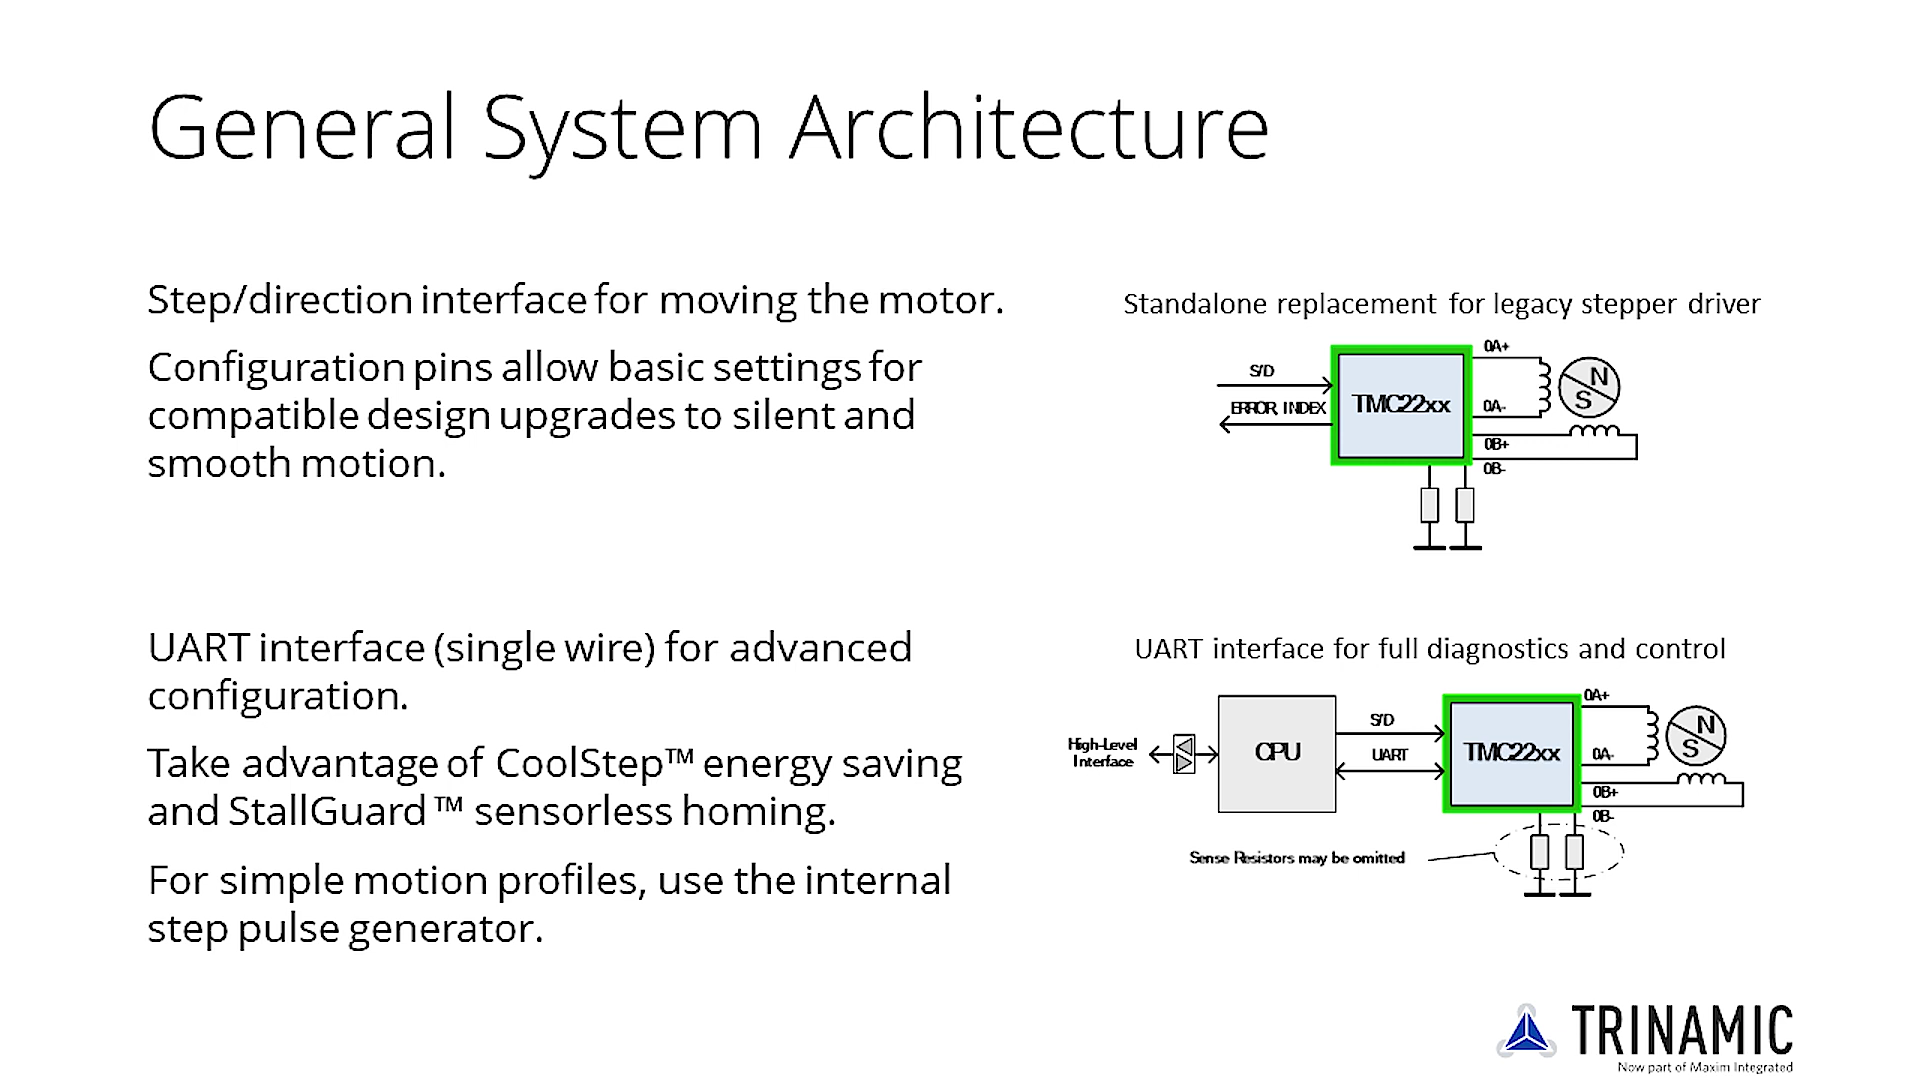 General System Architecture
Step/direction interface for moving the motor.
Configuration pins allow basic settings for
compatible design upgrades to silent and
smooth motion.
Standalone replacement for legacy stepper driver
S/D
ERROR, INDEX
TMC22xx
0A+
0A-
0B+
0B-
N
S
UART interface (single wire) for advanced
configuration.
Take advantage of CoolStep™ energy saving
and StallGuard™ sensorless homing.
For simple motion profiles, use the internal
step pulse generator.
UART interface for full diagnostics and control
High-Level
Interface
CPU
S/D
UART
TMC22xx
0A+
0A-
0B+
0B-
N
S
Sense Resistors may be omitted
TRINAMIC
Now part of Maxim Integrated